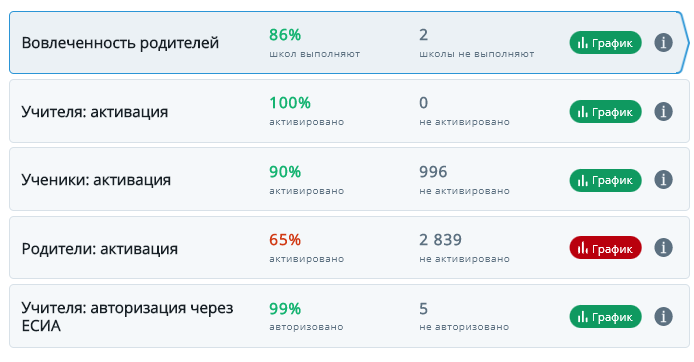 Вовлеченность родителей
86%
школ выполняют
2
школы не выполняют
График
Учителя: активация
100%
активировано
0
не активировано
График
Ученики: активация
90%
активировано
996
не активировано
График
Родители: активация
65%
активировано
2 839
не активировано
График
Учителя: авторизация через
ЕСИА
99%
авторизовано
5
не авторизовано
График